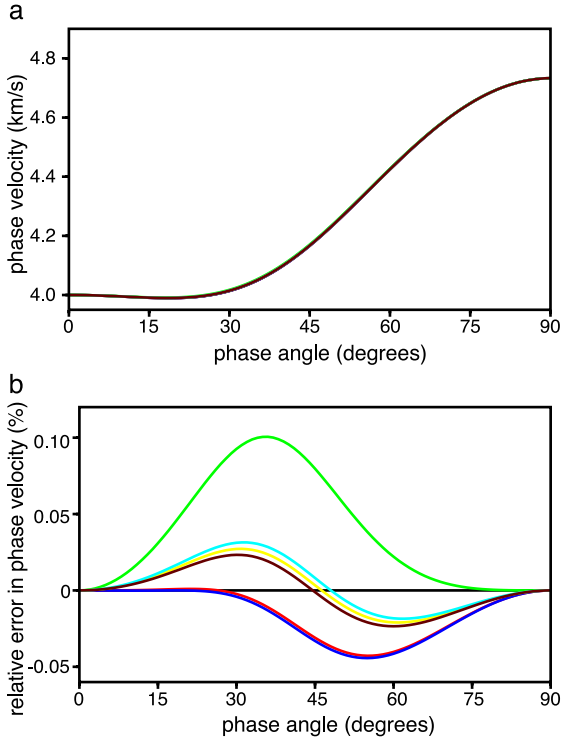 a
4.8
4.6
4.4
4.2
4.0
phase velocity (km/s)
0 15 30 45 60 75 90
phase angle (degrees)
b
0.10
0.05
0
-0.05
relative error in phase velocity (%)
0 15 30 45 60 75 90
phase angle (degrees)